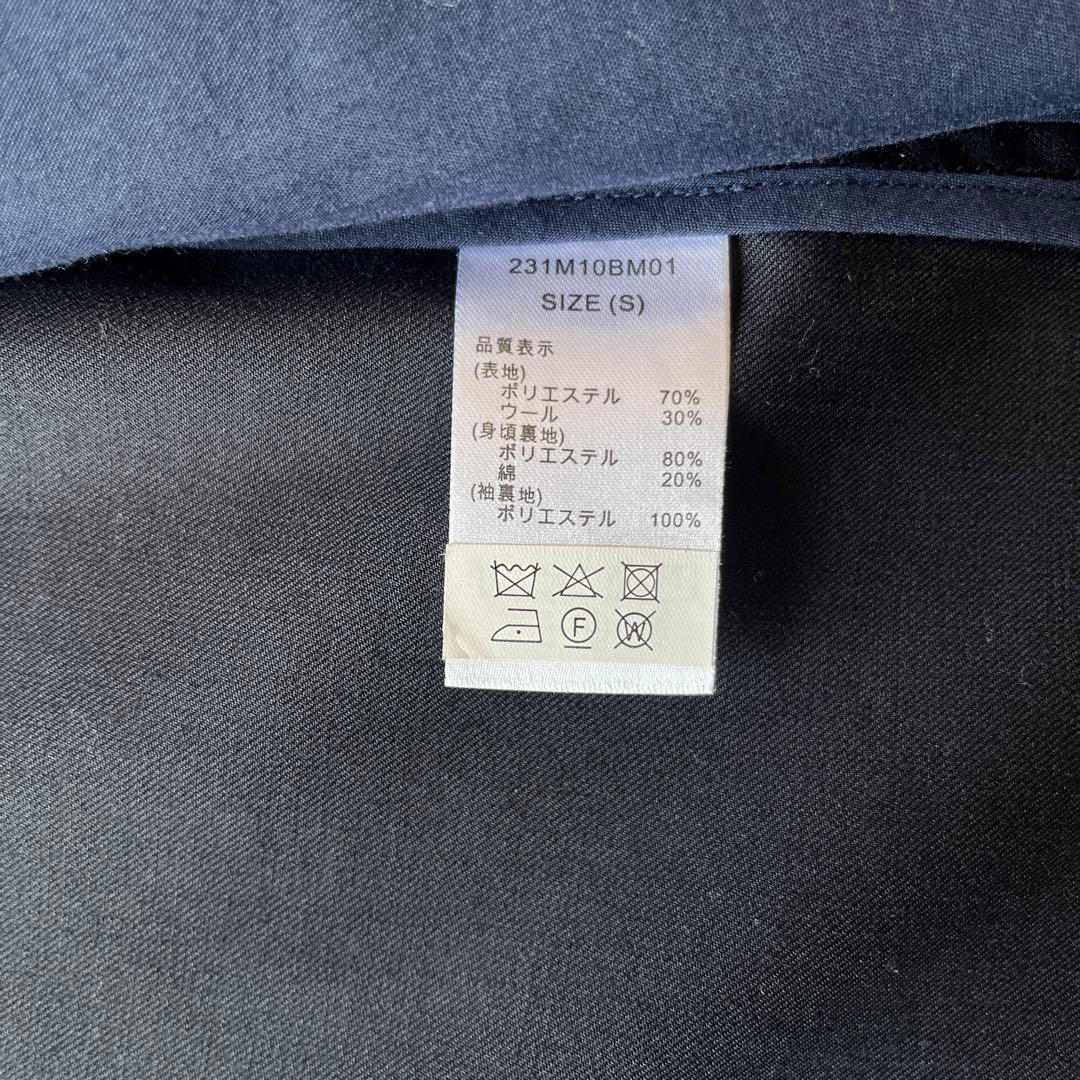 231M10BM01
SIZE (S)
品質表示
(表地)
ポリエステル 70%
ウール 30%
(身頃裏地)
ポリエステル 80%
綿 20%
(袖裏地)
ポリエステル 100%
F W